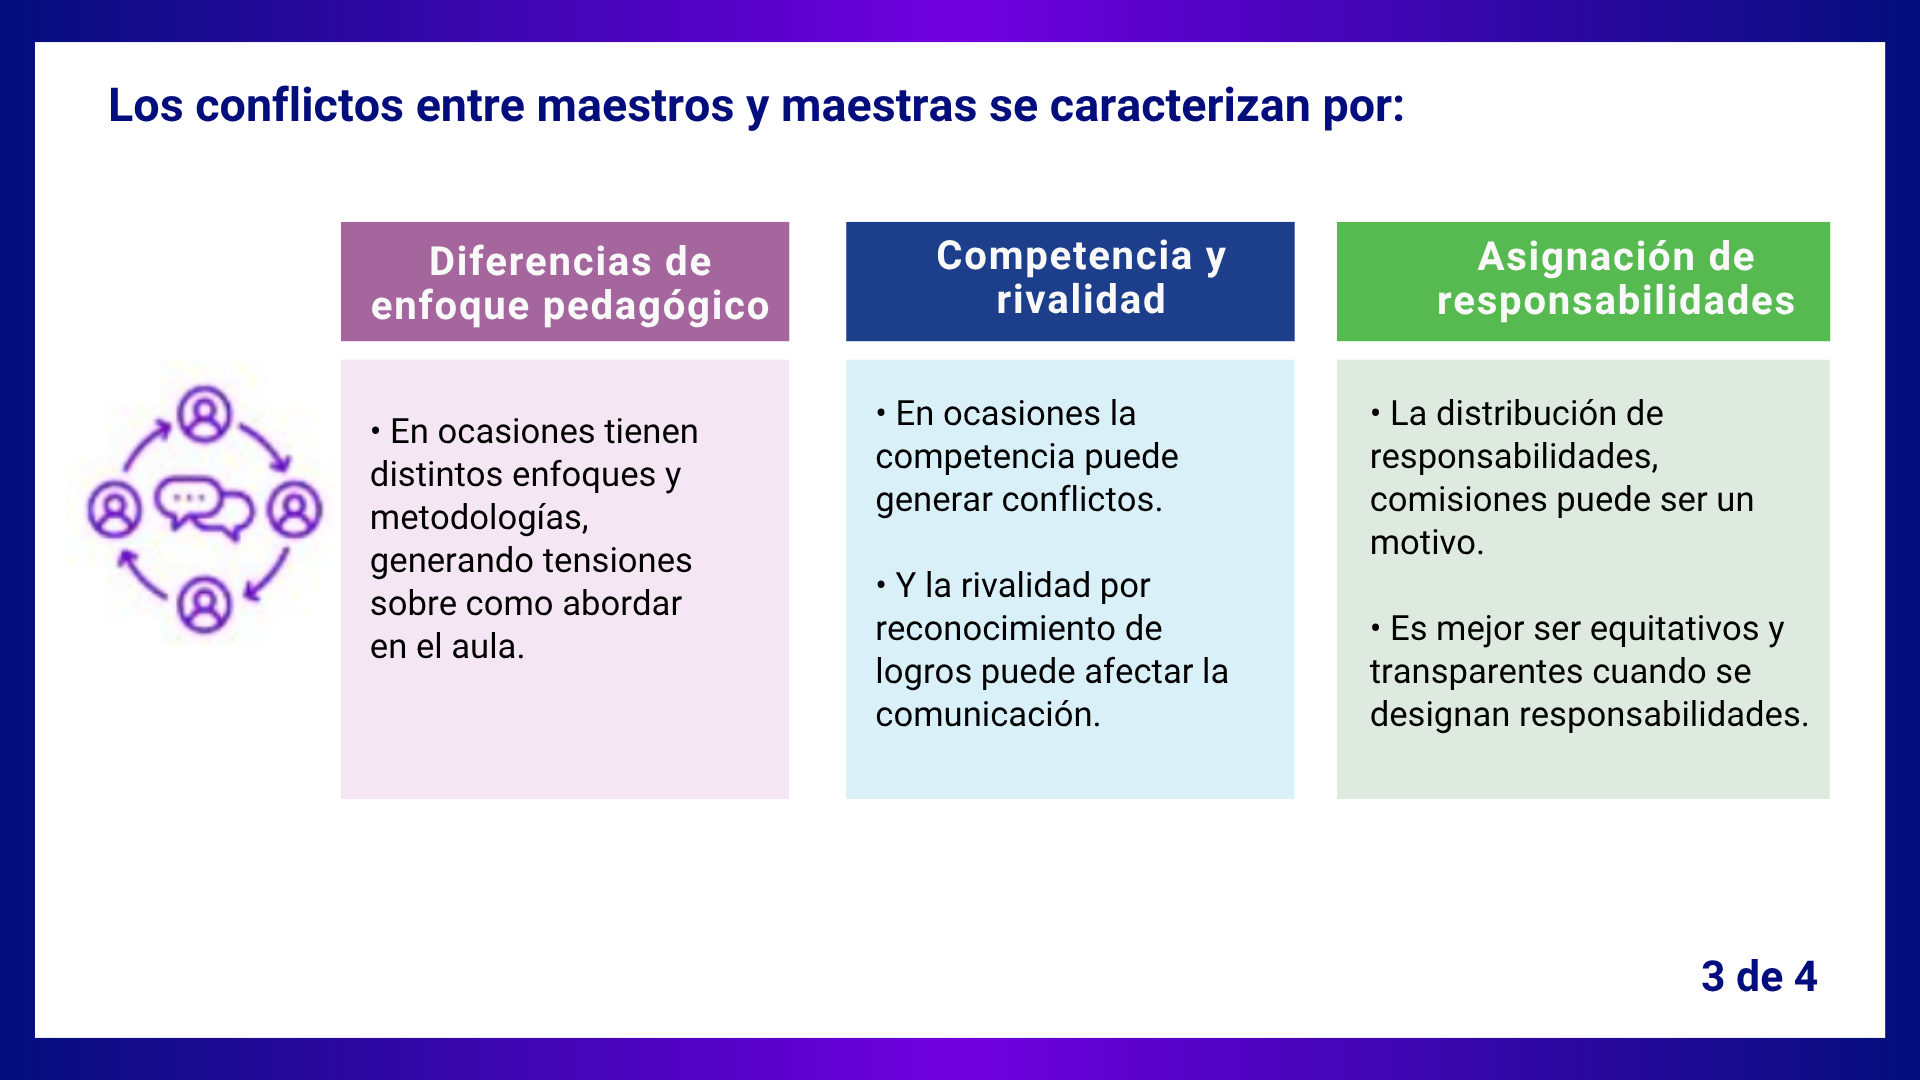 Los conflictos entre maestros y maestras se caracterizan por:
Diferencias de
enfoque pedagógico
• En ocasiones tienen
distintos enfoques y
metodologías,
generando tensiones
sobre como abordar
en el aula.
Competencia y
rivalidad
• En ocasiones la
competencia puede
generar conflictos.
• Y la rivalidad por
reconocimiento de
logros puede afectar la
comunicación.
Asignación de
responsabilidades
• La distribución de
responsabilidades,
comisiones puede ser un
motivo.
• Es mejor ser equitativos y
transparentes cuando se
designan responsabilidades.
3 de 4